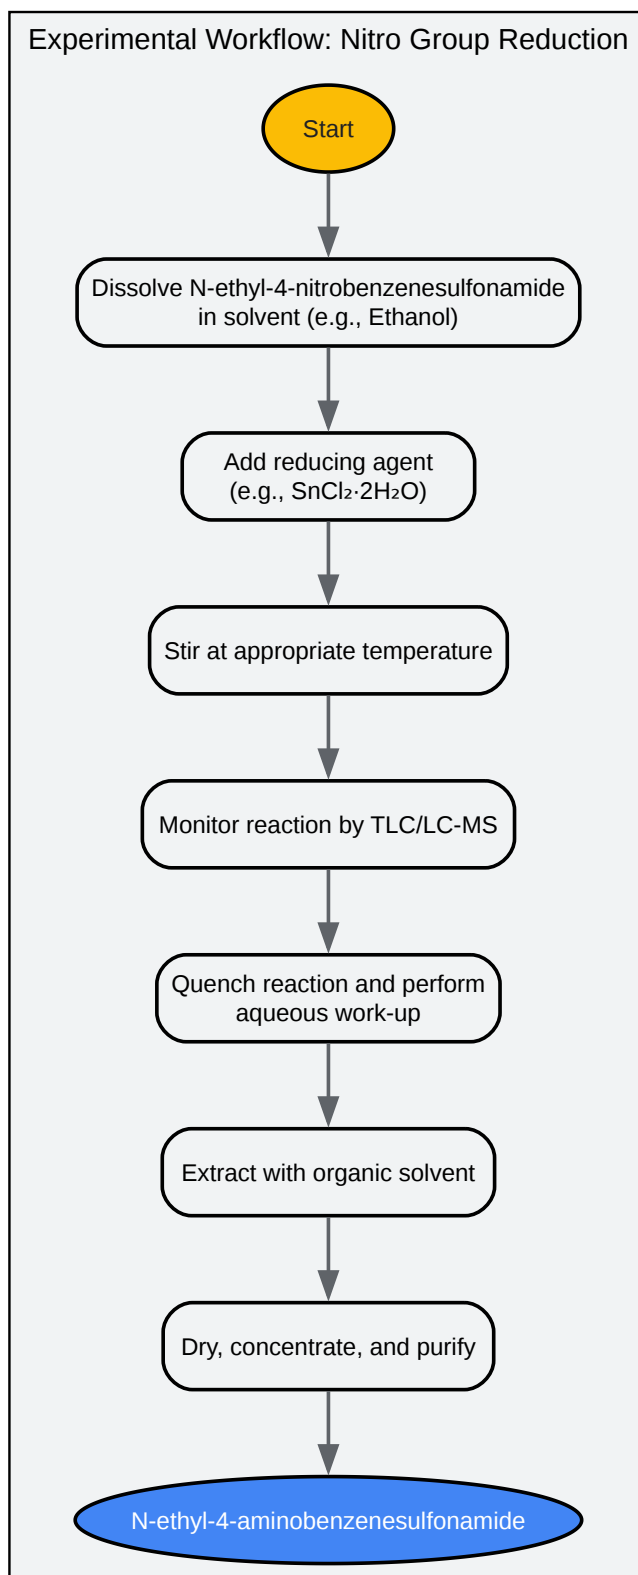 Experimental Workflow: Nitro Group Reduction
Start
Dissolve N-ethyl-4-nitrobenzenesulfonamide
in solvent (e.g., Ethanol)
Add reducing agent
(e.g., SnCl₂·2H₂O)
Stir at appropriate temperature
Monitor reaction by TLC/LC-MS
Quench reaction and perform
aqueous work-up
Extract with organic solvent
Dry, concentrate, and purify
N-ethyl-4-aminobenzenesulfonamide